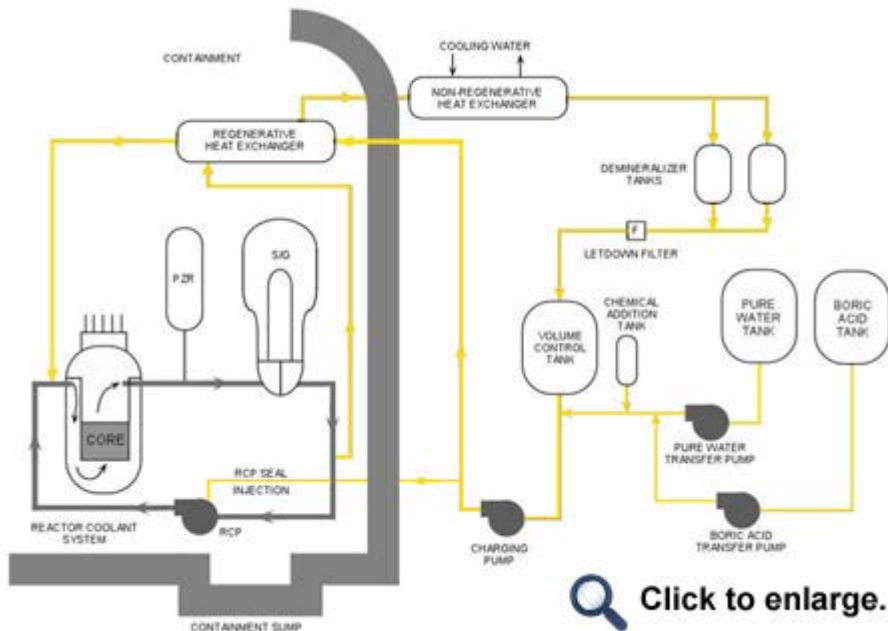 CONTAINMENT
COOLING WATER
NON-REGENERATIVE
HEAT EXCHANGER
REGENERATIVE
HEAT EXCHANGER
DEMINERALIZER
TANKS
F
LETDOWN FILTER
PZR
S/G
CHEMICAL
ADDITION
TANK
VOLUME
CONTROL
TANK
PURE
WATER
TANK
BORIC
ACID
TANK
CORE
RCP SEAL
INJECTION
PURE WATER
TRANSFER PUMP
REACTOR COOLANT
SYSTEM
RCP
CHARGING
PUMP
BORIC ACID
TRANSFER PUMP
CONTAINMENT SUMP
Click to enlarge.